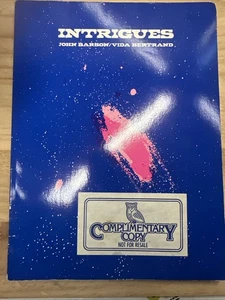 INTRIGUES
JOHN BARSON/VIDA BERTRAND
COMPLIMENTARY
COPY
NOT FOR RESALE